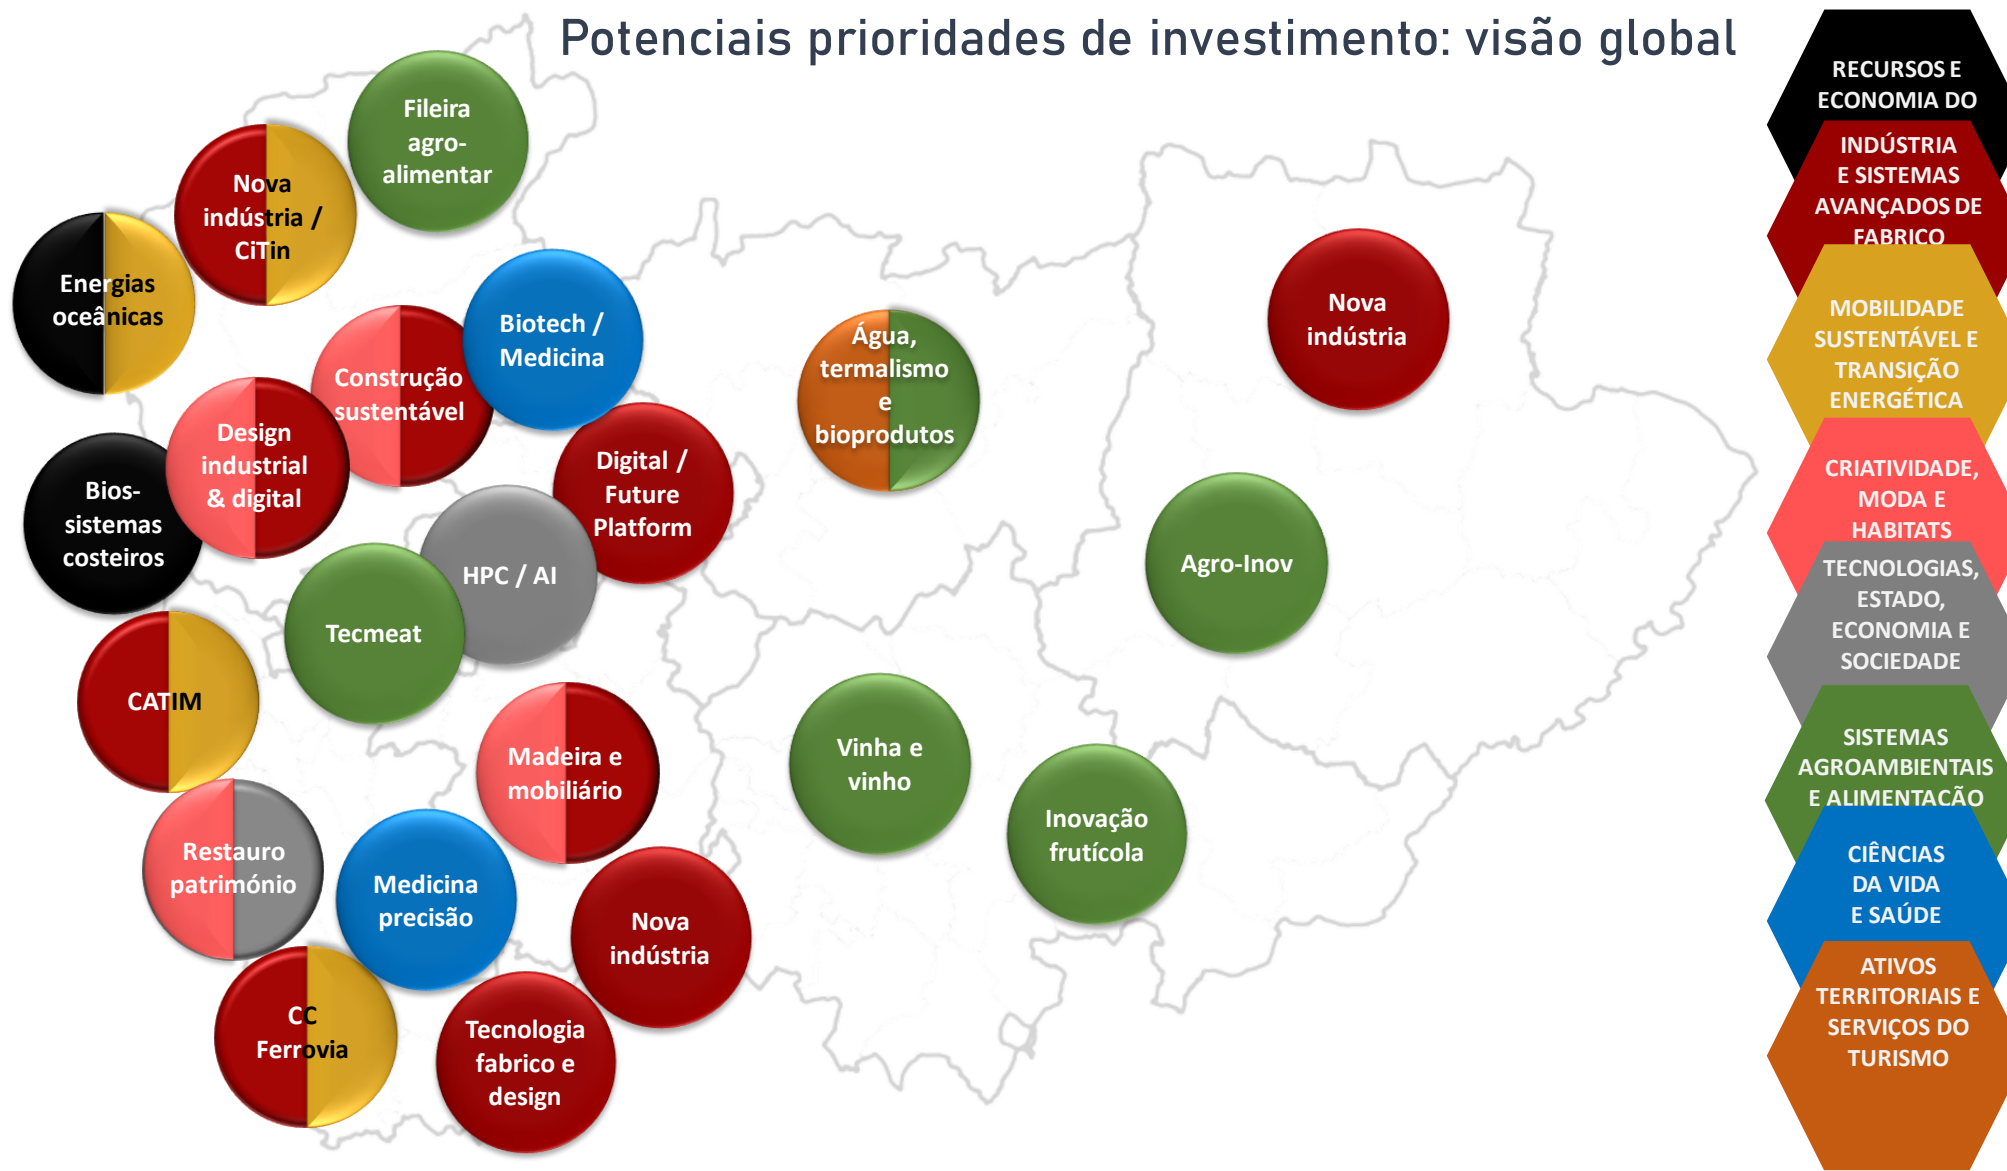 Potenciais prioridades de investimento: visão global
Fileira
agro-
alimentar
Nova
indústria /
CiTin
Energias
oceânicas
Biotech /
Medicina
Construção
sustentável
Design
industrial
& digital
Bios-
sistemas
costeiros
Digital /
Future
Platform
HPC / AI
Tecmeat
CATIM
Madeira e
mobiliário
Restauro
património
Medicina
precisão
Nova
indústria
CC
Ferrovia
Tecnologia
fabrico e
design
Água,
termalismo
e
bioprodutos
Nova
indústria
Agro-Inov
Vinha e
vinho
Inovação
frutícola
RECURSOS E
ECONOMIA DO
INDÚSTRIA
E SISTEMAS
AVANÇADOS DE
FABRICO
MOBILIDADE
SUSTENTÁVEL E
TRANSIÇÃO
ENERGÉTICA
CRIATIVIDADE,
MODA E
HABITATS
TECNOLOGIAS,
ESTADO,
ECONOMIA E
SOCIEDADE
SISTEMAS
AGROAMBIENTAIS
E ALIMENTAÇÃO
CIÊNCIAS
DA VIDA
E SAÚDE
ATIVOS
TERRITORIAIS E
SERVIÇOS DO
TURISMO